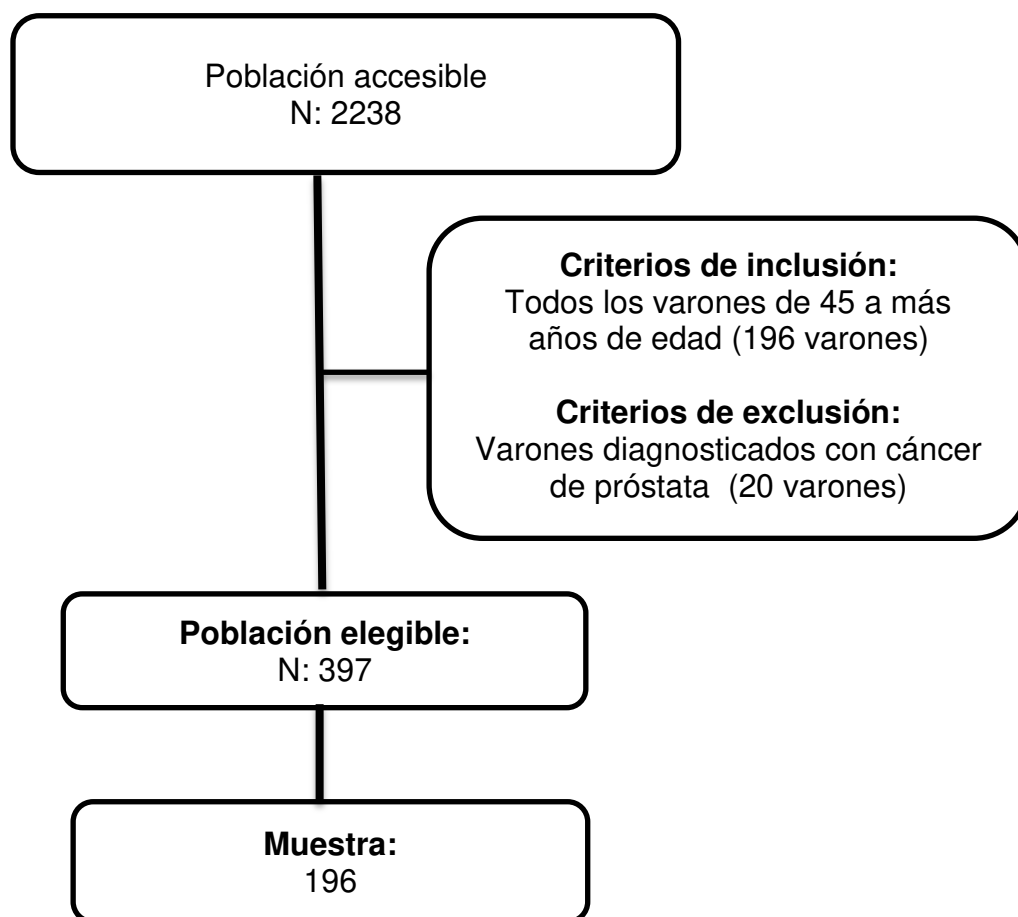 Población accesible
N: 2238
Criterios de inclusión:
Todos los varones de 45 a más
años de edad (196 varones)
Criterios de exclusión:
Varones diagnosticados con cáncer
de próstata (20 varones)
Población elegible:
N: 397
Muestra:
196